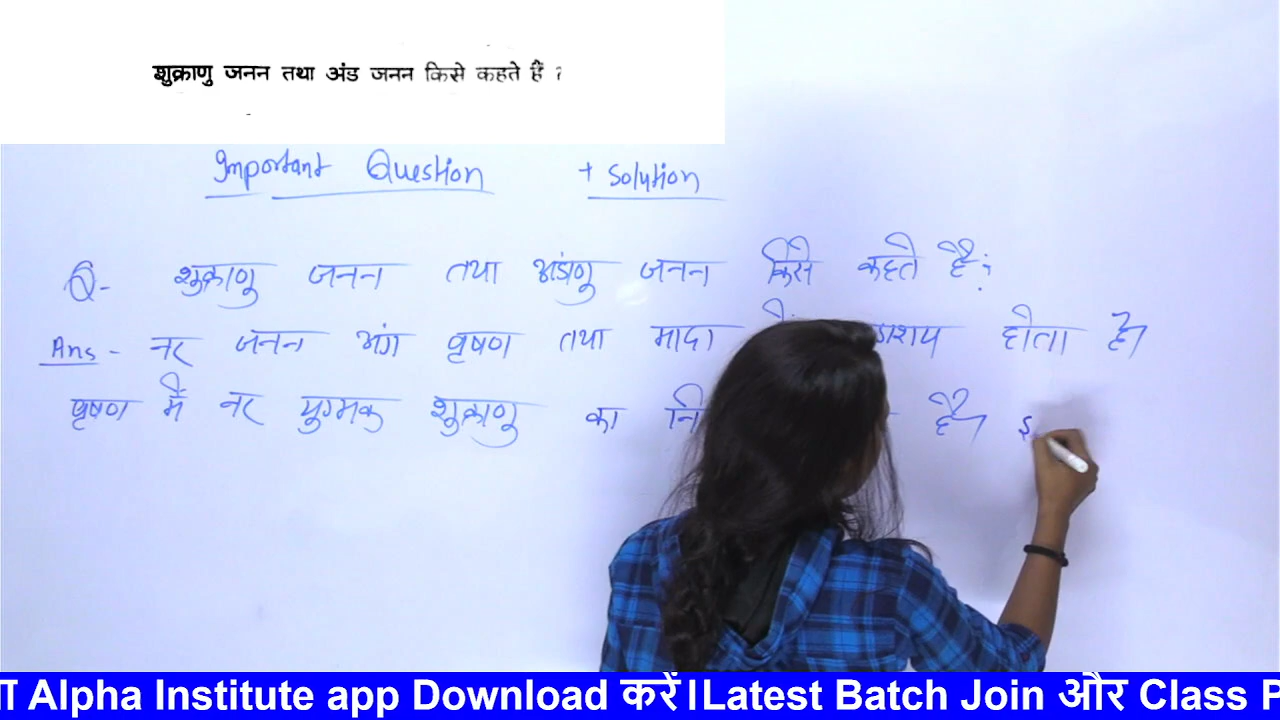 शुक्राणु जनन तथा अंड जनन किसे कहते हैं ?
Important Question + Solution
Q- शुक्राणु जनन तथा अंडाणु जनन किसे कहते है?
Ans - नर जनन अंग वृषण तथा मादा होता है।
वृषण में नर युग्मक शुक्राणु का है।
Alpha Institute app Download करें।Latest Batch Join और Class